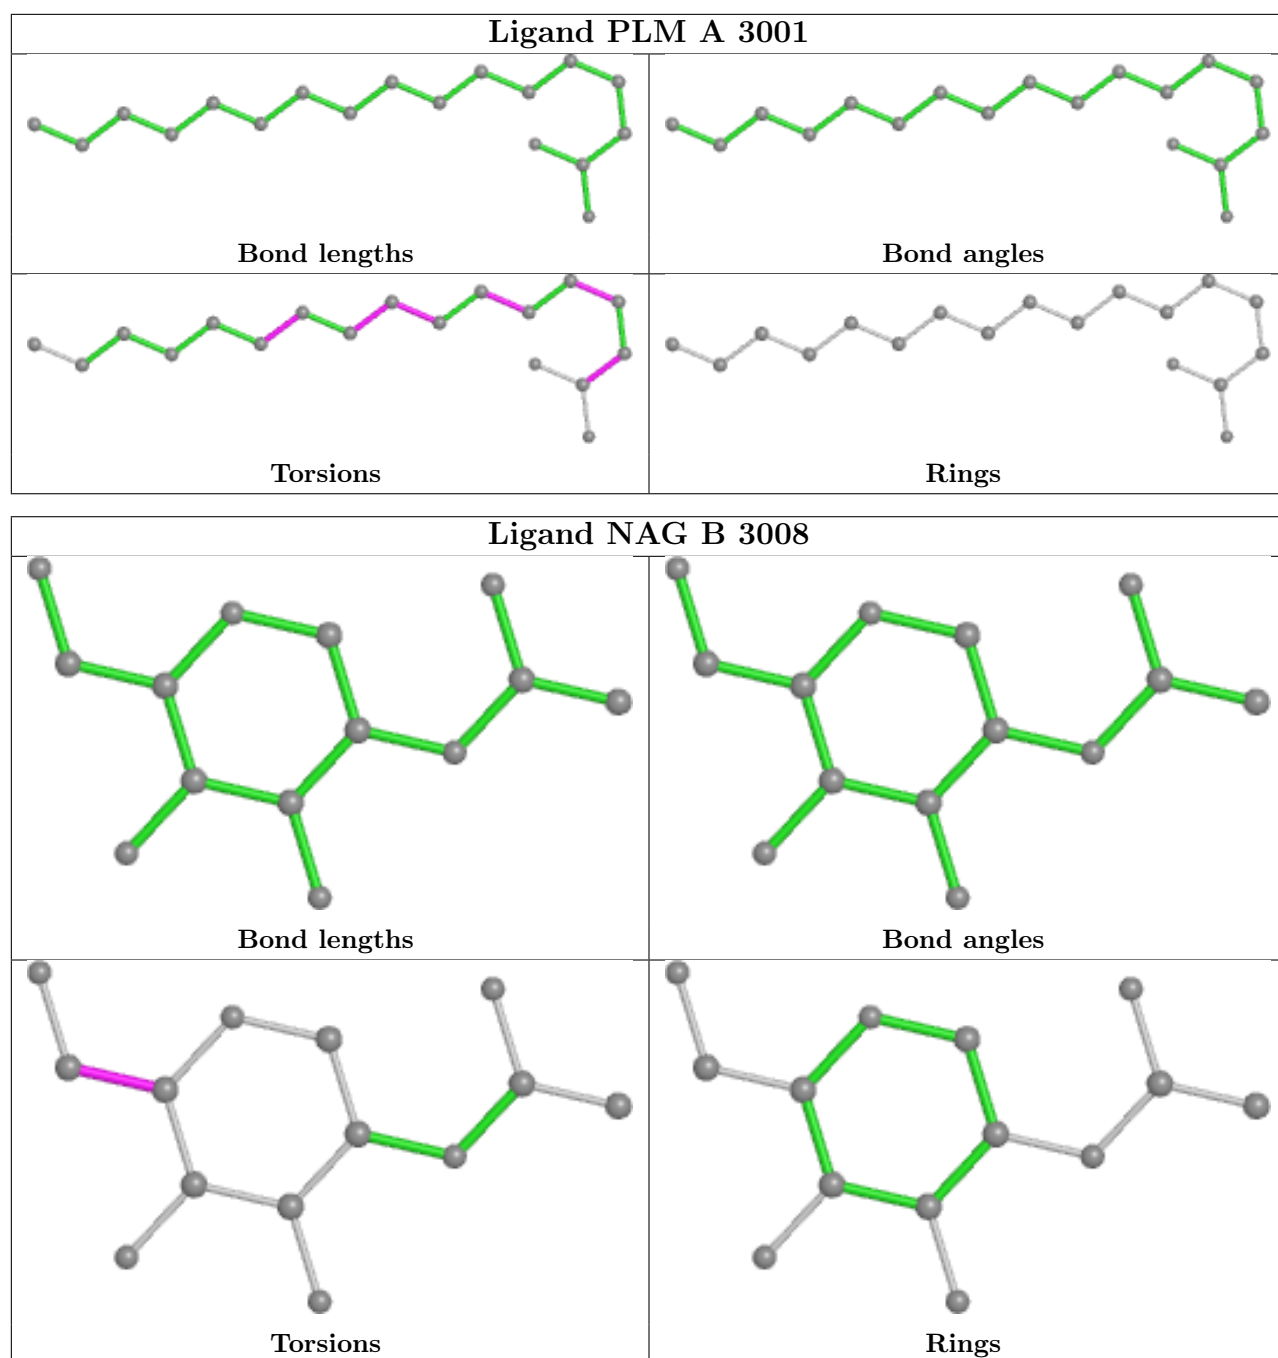 Ligand PLM A 3001
Bond lengths
Bond angles
Torsions
Rings
Ligand NAG B 3008
Bond lengths
Bond angles
Torsions
Rings